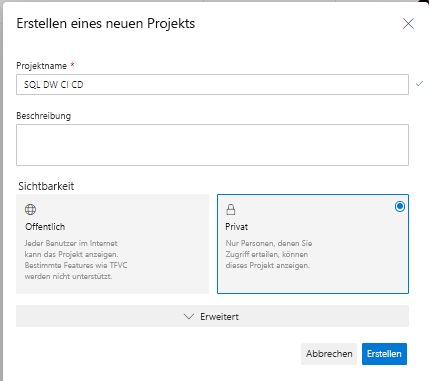 Erstellen eines neuen Projekts
Projektname *
SQL DW CI CD
Beschreibung
Sichtbarkeit
Öffentlich
Jeder Benutzer im Internet
kann das Projekt anzeigen.
Bestimmte Features wie TFVC
werden nicht unterstützt.
Privat
Nur Personen, denen Sie
Zugriff erteilen, können
dieses Projekt anzeigen.
Erweitert
Abbrechen
Erstellen